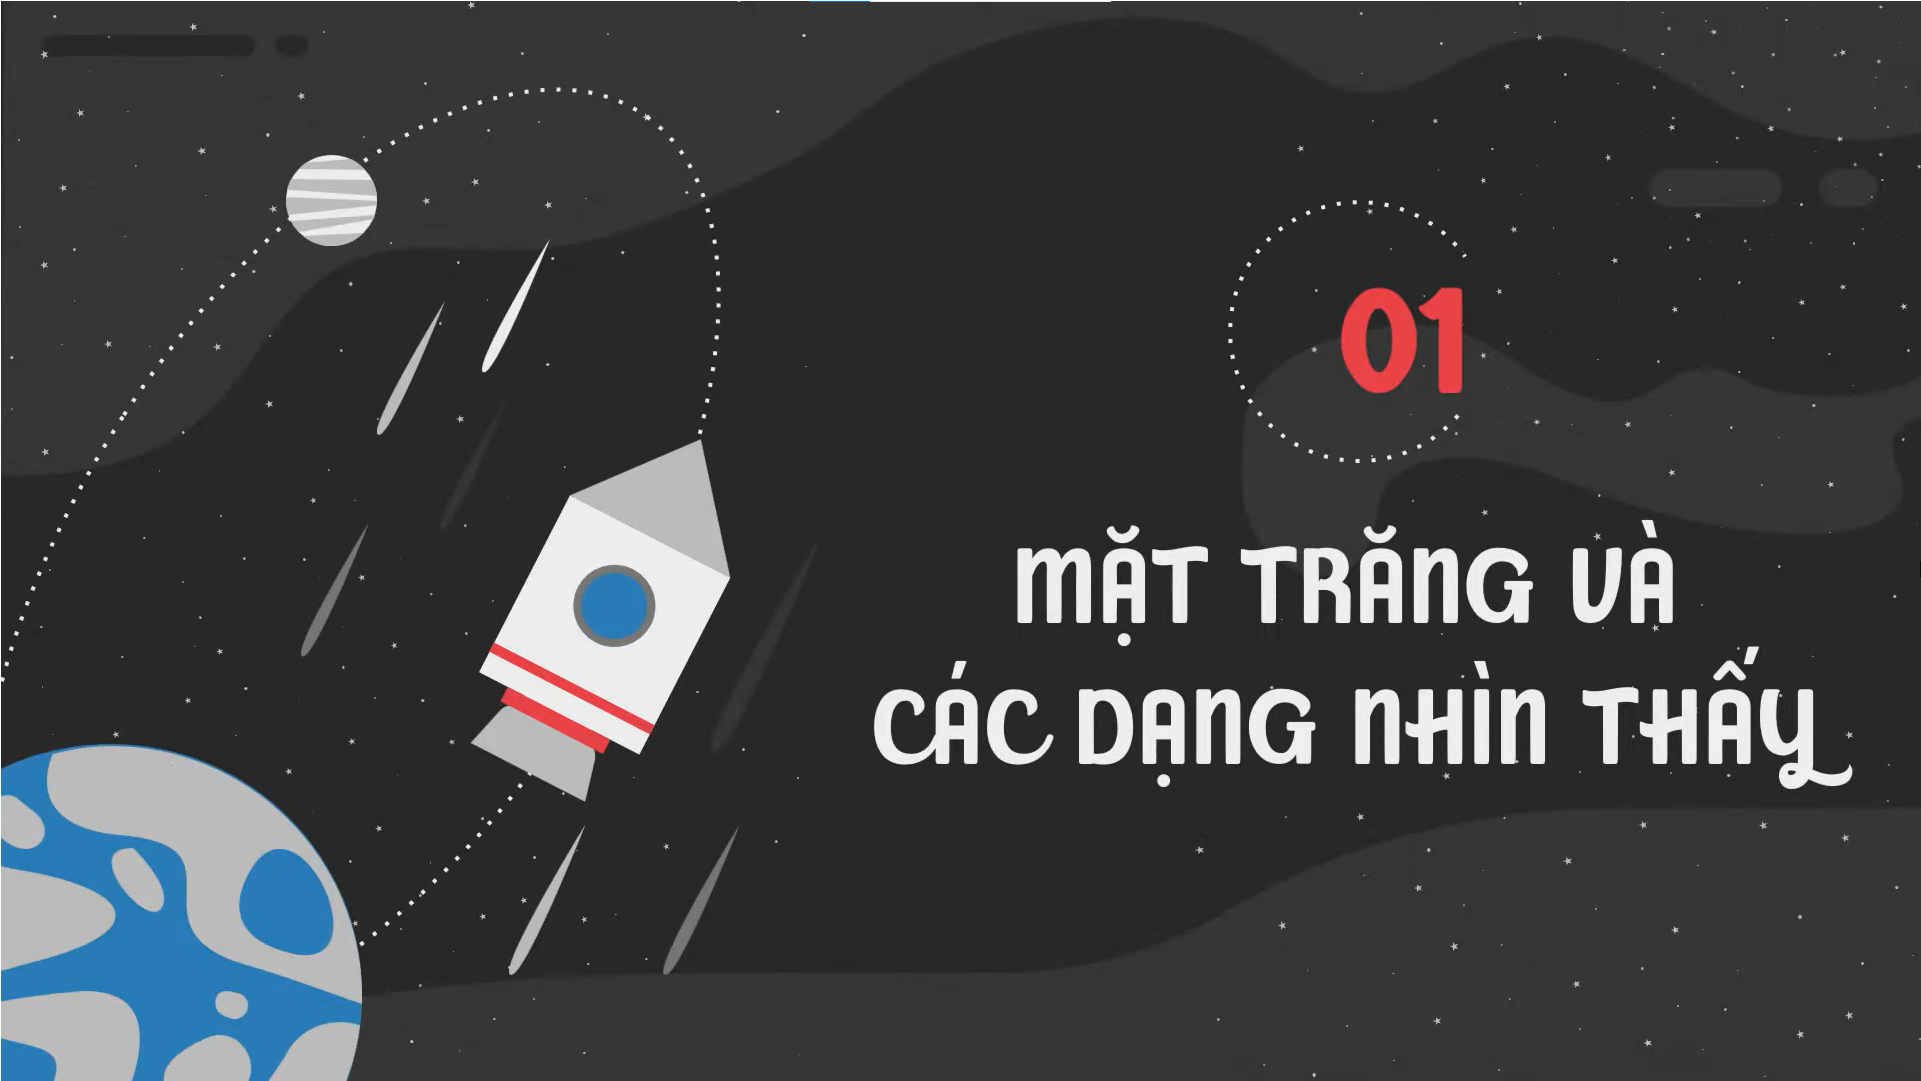 01
MẶT TRĂNG VÀ
CÁC DẠNG NHÌN THẤY